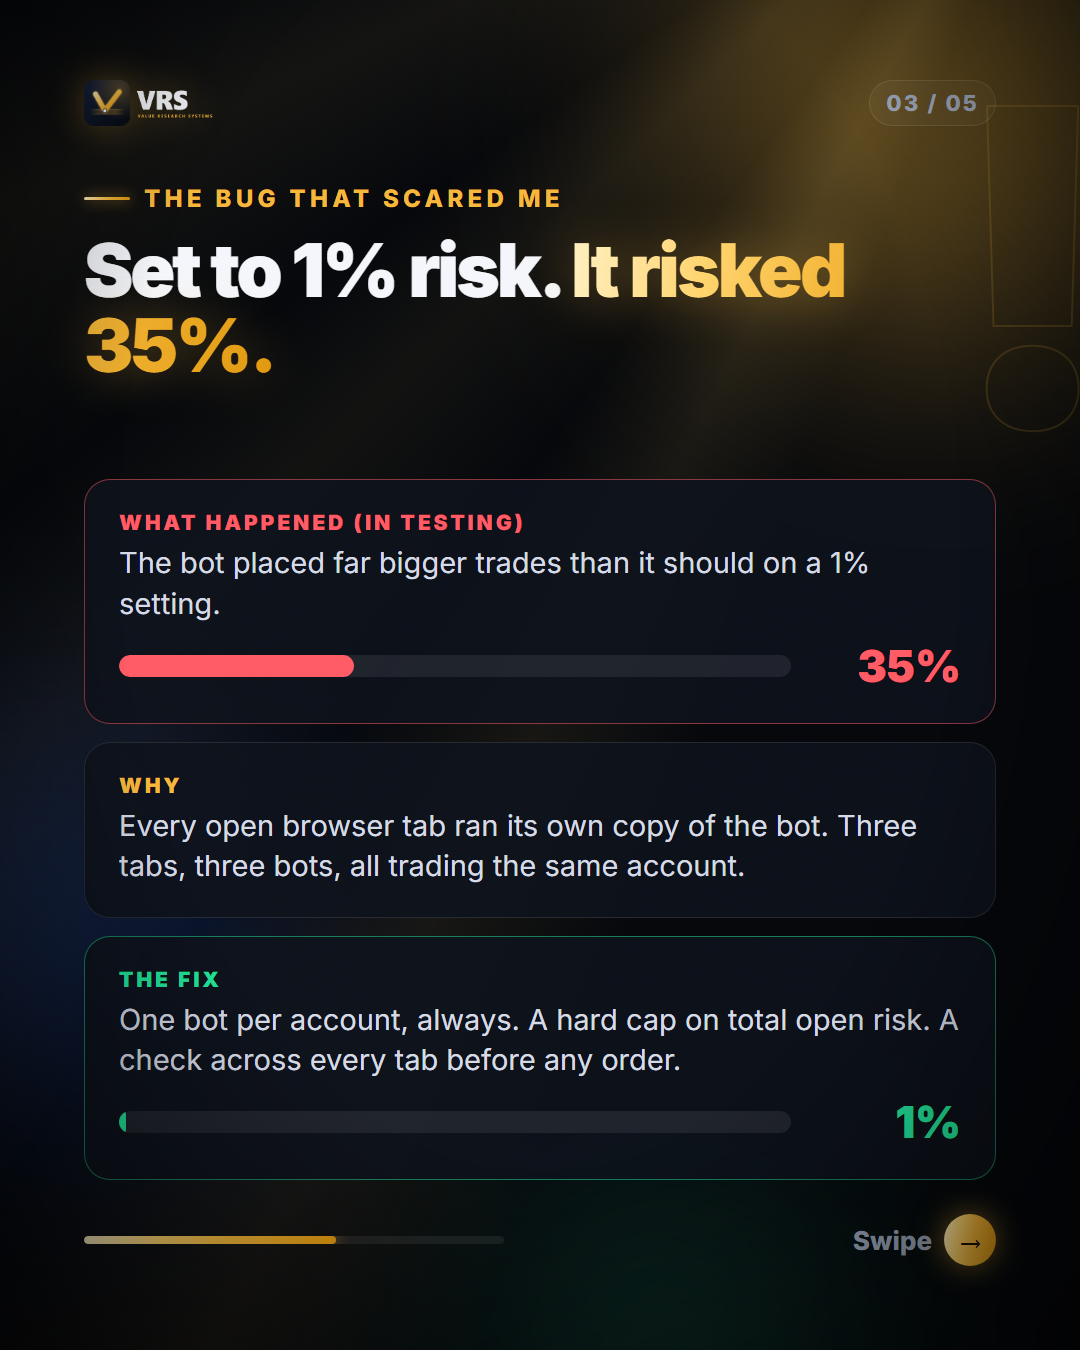 VRS
VALUE RESEARCH SYSTEMS
03 / 05
THE BUG THAT SCARED ME
Set to 1% risk. It risked
35%.
WHAT HAPPENED (IN TESTING)
The bot placed far bigger trades than it should on a 1%
setting.
35%
WHY
Every open browser tab ran its own copy of the bot. Three
tabs, three bots, all trading the same account.
THE FIX
One bot per account, always. A hard cap on total open risk. A
check across every tab before any order.
1%
Swipe →
!